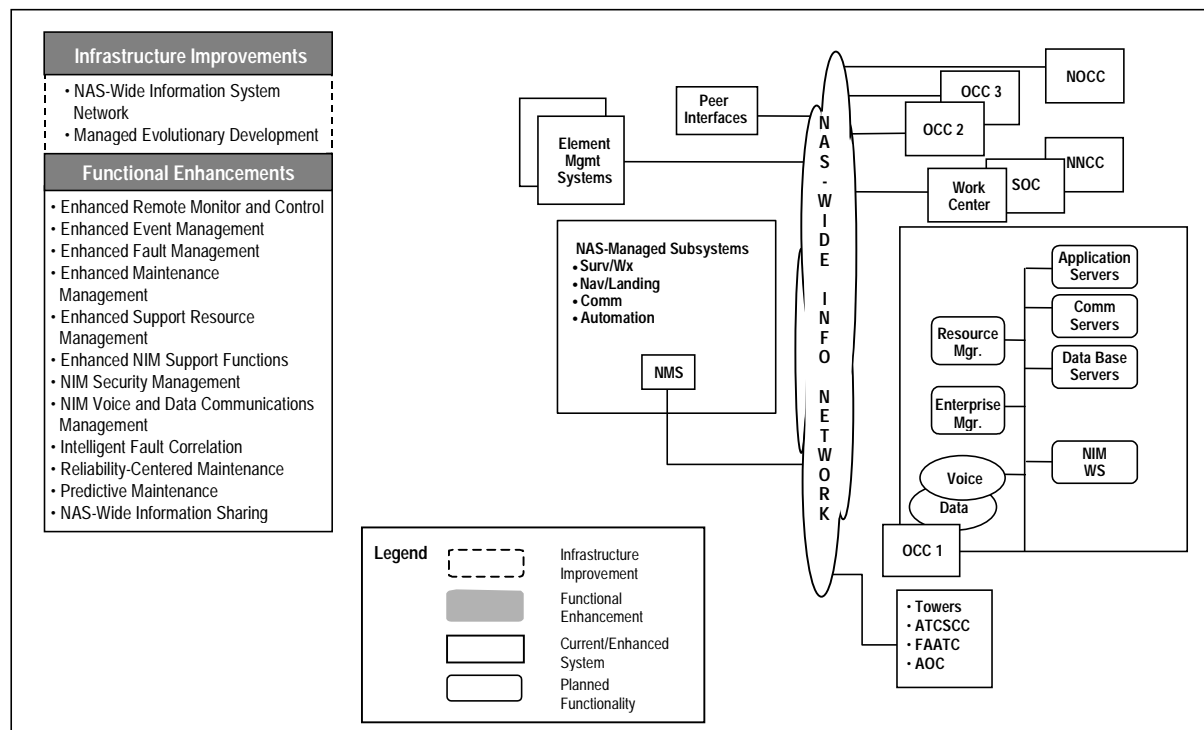 Infrastructure Improvements
• NAS-Wide Information System
Network
• Managed Evolutionary Development
Functional Enhancements
• Enhanced Remote Monitor and Control
• Enhanced Event Management
• Enhanced Fault Management
• Enhanced Maintenance
Management
• Enhanced Support Resource
Management
• Enhanced NIM Support Functions
• NIM Security Management
• NIM Voice and Data Communications
Management
• Intelligent Fault Correlation
• Reliability-Centered Maintenance
• Predictive Maintenance
• NAS-Wide Information Sharing
Element
Mgmt
Systems
Peer
Interfaces
NAS-Managed Subsystems
• Surv/Wx
• Nav/Landing
• Comm
• Automation
NMS
NAS-WIDE INFO NETWORK
NOCC
OCC 3
OCC 2
NNCC
SOC
Work
Center
Application
Servers
Comm
Servers
Resource
Mgr.
Data Base
Servers
Enterprise
Mgr.
NIM
WS
Voice
Data
OCC 1
• Towers
• ATCSCC
• FAATC
• AOC
Legend
Infrastructure
Improvement
Functional
Enhancement
Current/Enhanced
System
Planned
Functionality